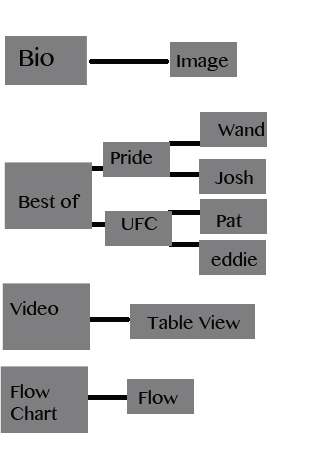 Bio
Image
Best of
Pride
Wand
Josh
UFC
Pat
eddie
Video
Table View
Flow
Chart
Flow